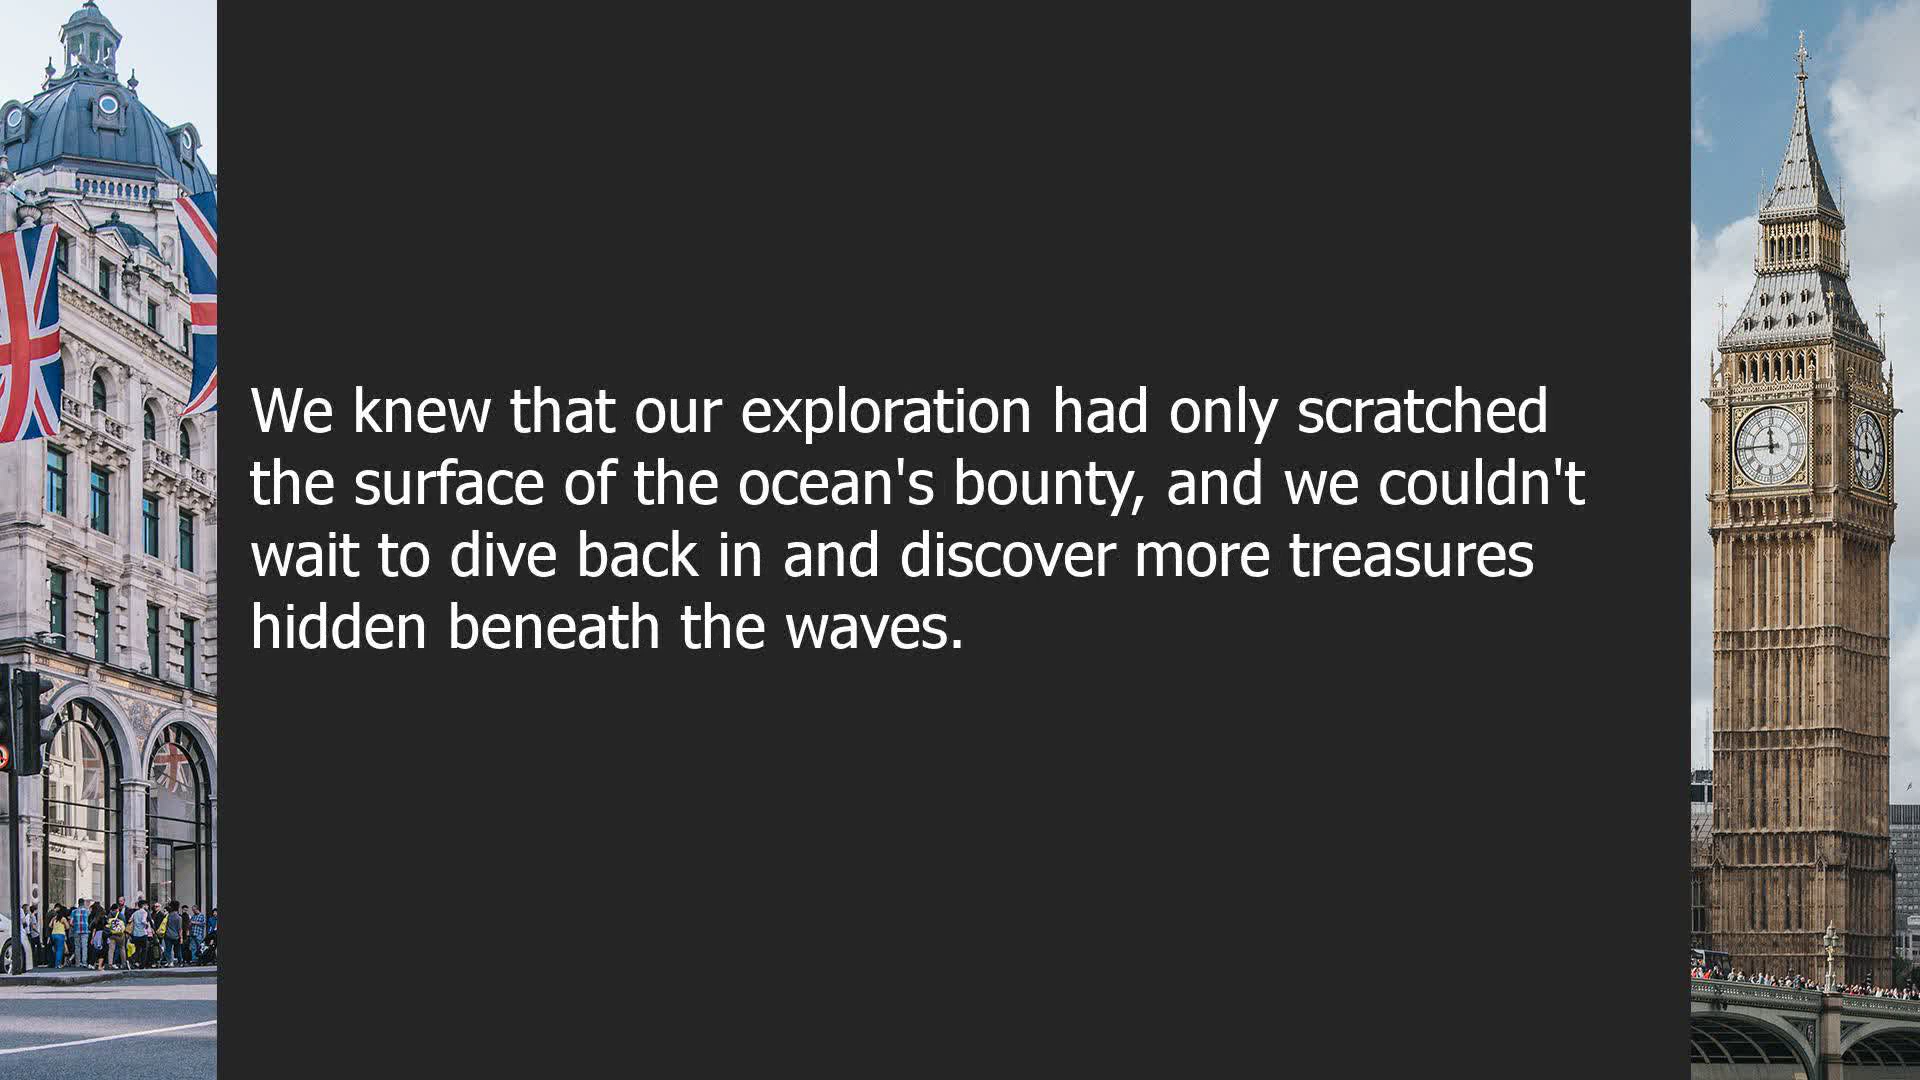 We knew that our exploration had only scratched
the surface of the ocean's bounty, and we couldn't
wait to dive back in and discover more treasures
hidden beneath the waves.